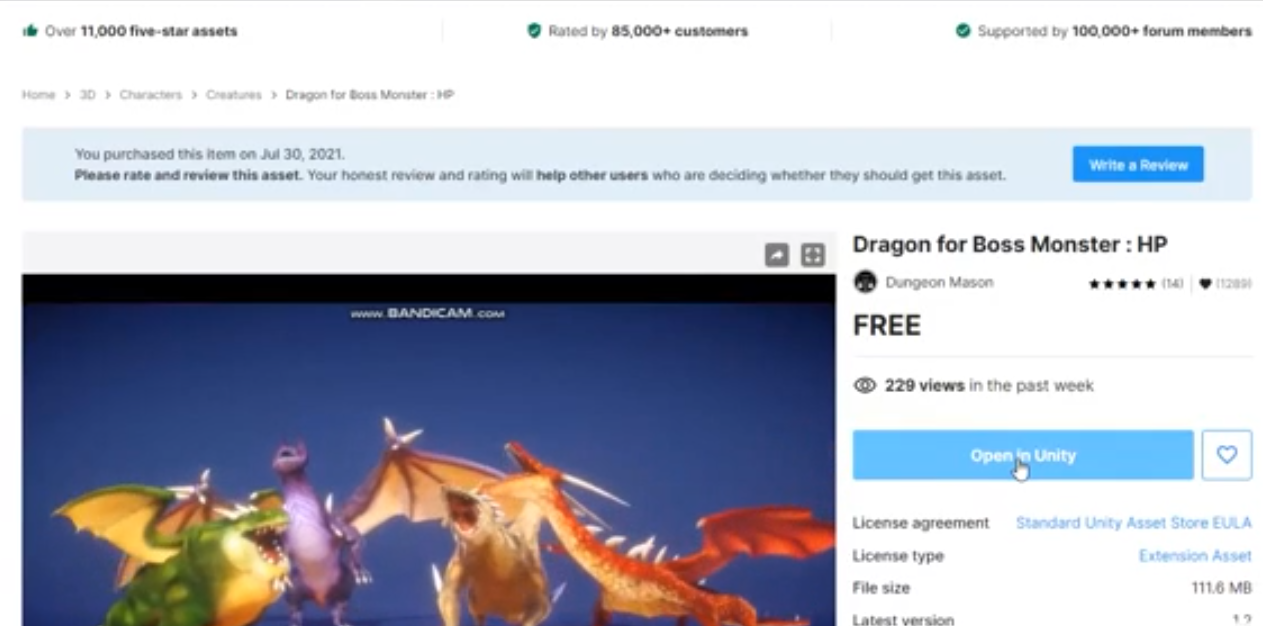 Over 11,000 five-star assets
Rated by 85,000+ customers
Supported by 100,000+ forum members
Home > 3D > Characters > Creatures > Dragon for Boss Monster : HP
You purchased this item on Jul 30, 2021.
Please rate and review this asset. Your honest review and rating will help other users who are deciding whether they should get this asset.
Write a Review
www.BANDICAM.com
Dragon for Boss Monster : HP
Dungeon Mason
★★★★★ (14) | ♥ (1289)
FREE
229 views in the past week
Open in Unity
License agreement Standard Unity Asset Store EULA
License type Extension Asset
File size 111.6 MB
Latest version 1.2